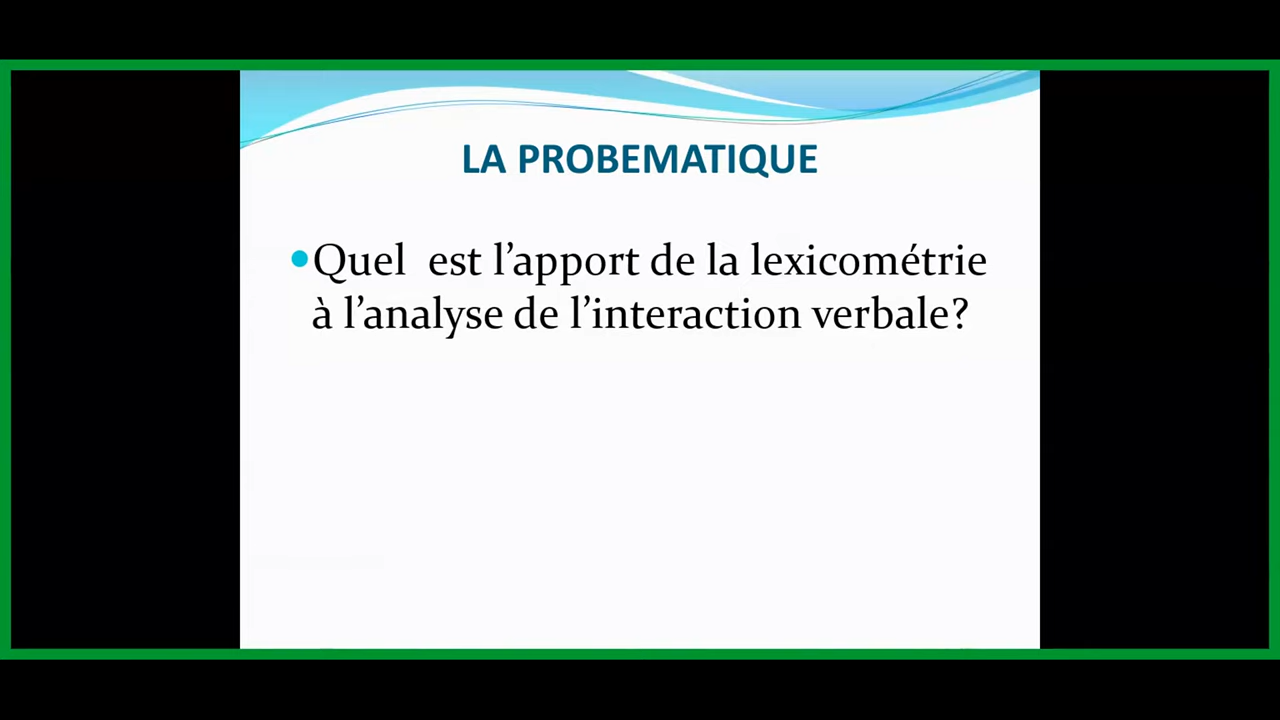 LA PROBEMATIQUE
•Quel  est l’apport de la lexicométrie
à l’analyse de l’interaction verbale?